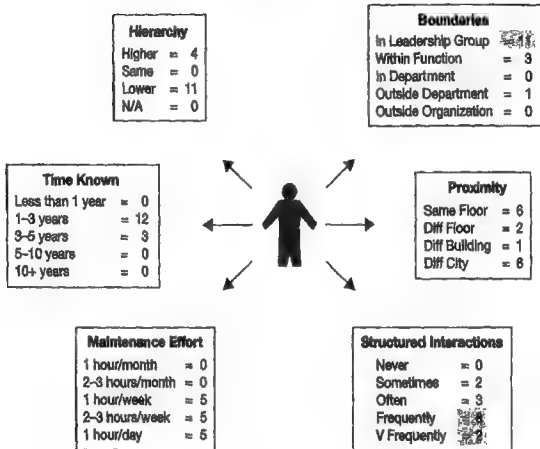 Hierarchy
Higher = 4
Same = 0
Lower = 11
N/A = 0
Boundaries
In Leadership Group = 11
Within Function = 3
In Department = 0
Outside Department = 1
Outside Organization = 0
Time Known
Less than 1 year = 0
1–3 years = 12
3–5 years = 3
5–10 years = 0
10+ years = 0
Proximity
Same Floor = 6
Diff Floor = 2
Diff Building = 1
Diff City = 6
Maintenance Effort
1 hour/month = 0
2–3 hours/month = 0
1 hour/week = 5
2–3 hours/week = 5
1 hour/day = 5
Structured Interactions
Never = 0
Sometimes = 2
Often = 3
Frequently
V Frequently